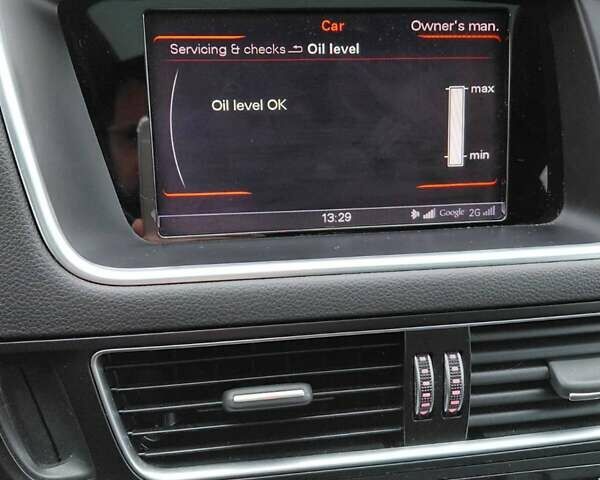 Car
Owner's man.
Servicing & checks Oil level
Oil level OK
max
min
13:29
Google 2G